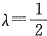 λ = 1/2